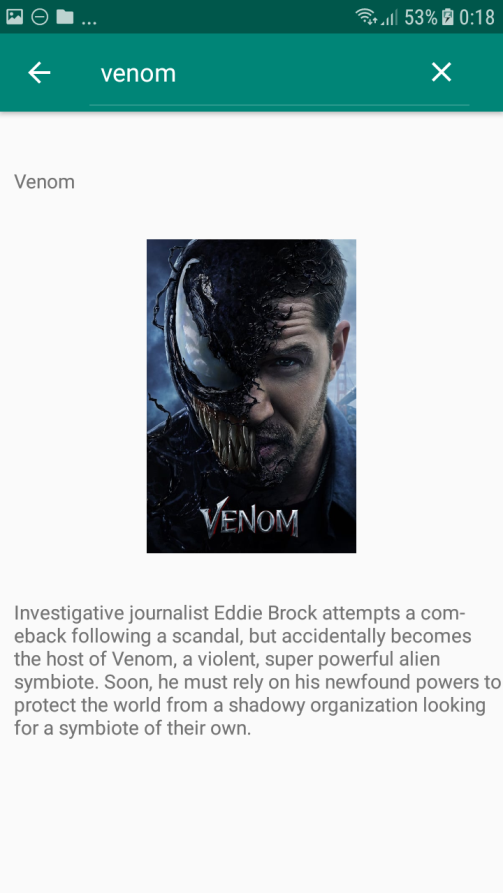 ... 53% 0:18
venom
Venom
VENOM
Investigative journalist Eddie Brock attempts a com-
eback following a scandal, but accidentally becomes
the host of Venom, a violent, super powerful alien
symbiote. Soon, he must rely on his newfound powers to
protect the world from a shadowy organization looking
for a symbiote of their own.